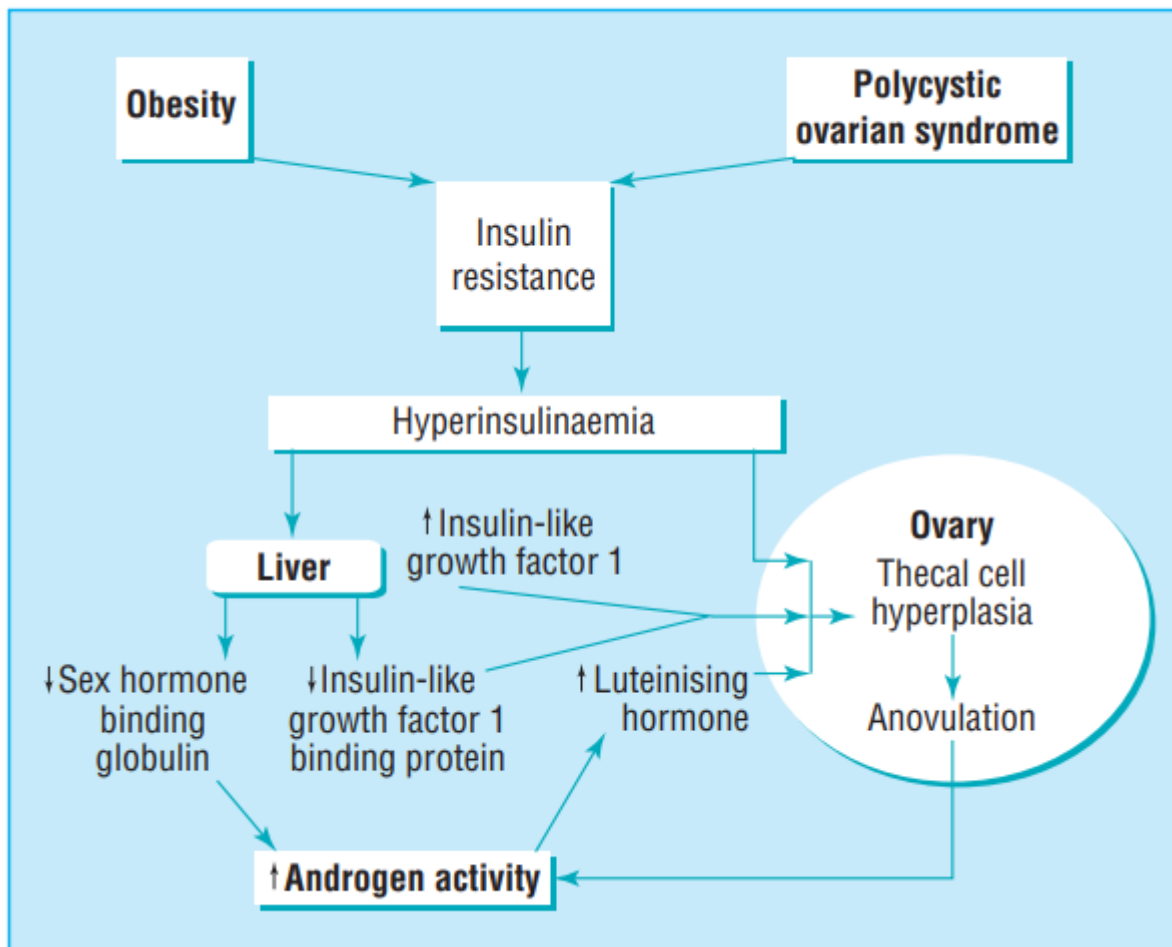 Obesity
Polycystic
ovarian syndrome
Insulin
resistance
Hyperinsulinaemia
↑Insulin-like
growth factor 1
Ovary
Thecal cell
hyperplasia
Liver
↓Sex hormone
binding
globulin
↓Insulin-like
growth factor 1
binding protein
↑Luteinising
hormone
Anovulation
↑Androgen activity